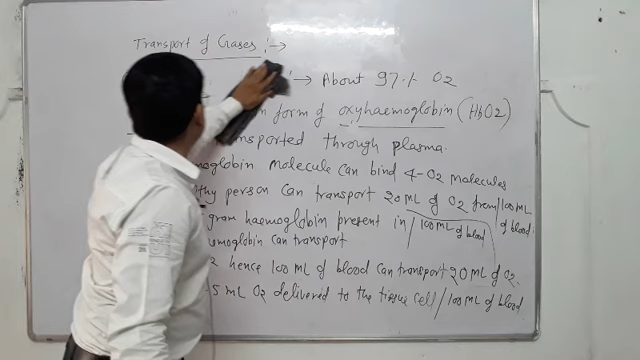 Transport of Gases :→
:→ About 97% O2
in form of oxyhaemoglobin (HbO2)
transported through plasma.
moglobin Molecule can bind 4-O2 molecules
thy person can transport 20 ML of O2 from/100 ML of blood.
gram haemoglobin present in/100 ML of blood
moglobin can transport
2 hence 100 ML of blood can transport 20 ML of O2.
5 ML O2 delivered to the tissue cell/100 ML of blood